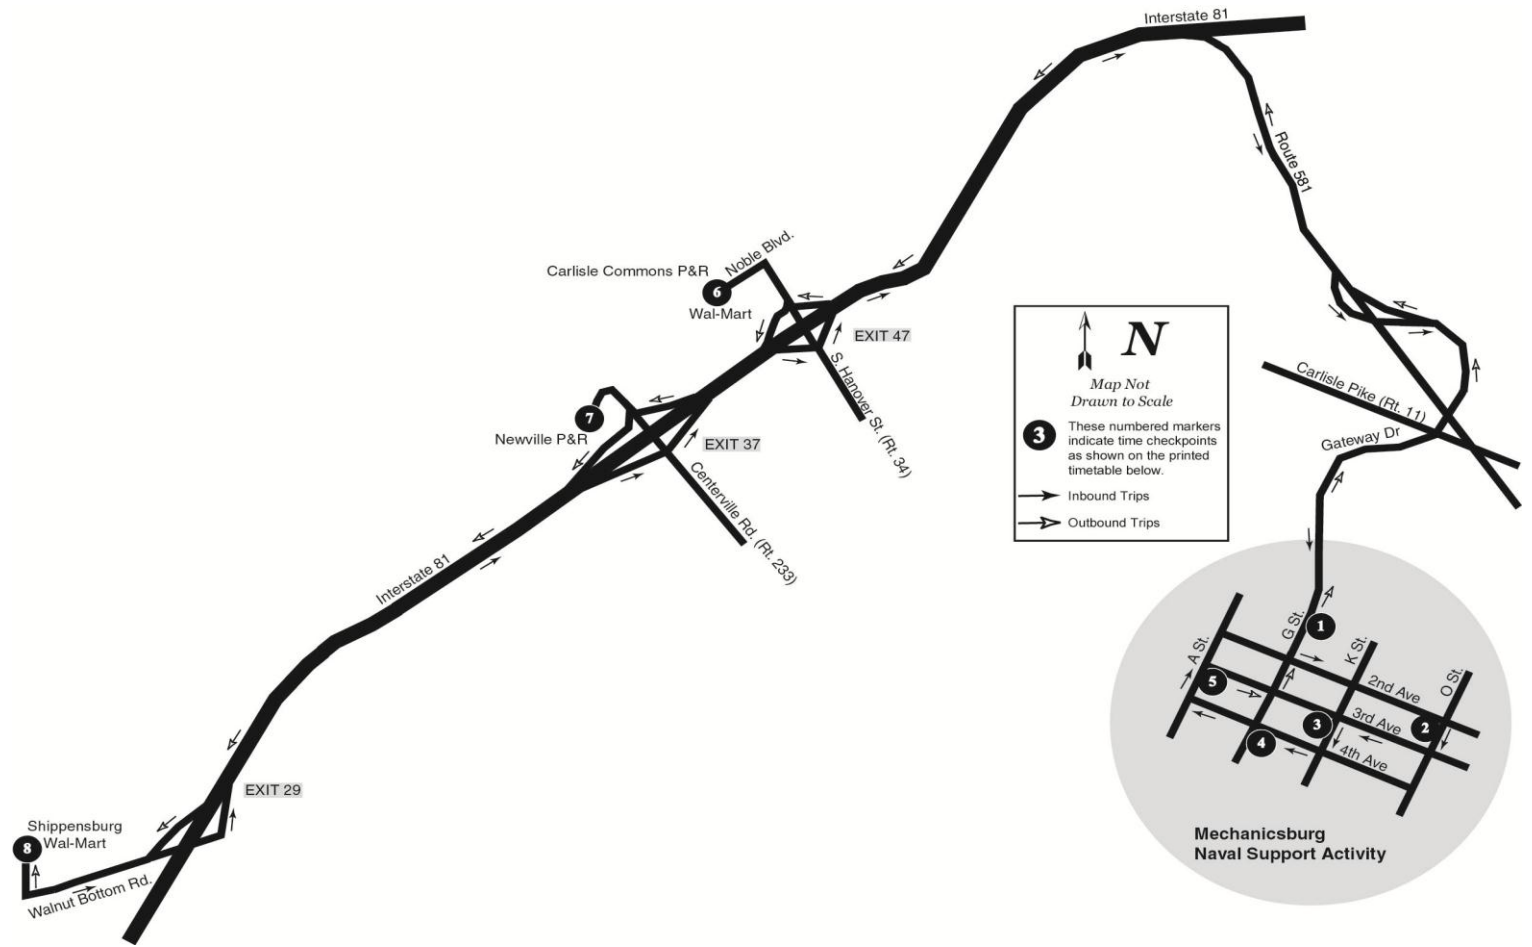 Interstate 81
Route 581
Noble Blvd.
Carlisle Commons P&R
6
Wal-Mart
EXIT 47
S. Hanover St. (Rt. 34)
N
Map Not
Drawn to Scale
3
These numbered markers
indicate time checkpoints
as shown on the printed
timetable below.
Inbound Trips
Outbound Trips
Carlisle Pike (Rt. 11)
Gateway Dr
7
Newville P&R
EXIT 37
Centerville Rd. (Rt. 233)
Interstate 81
1
G St.
A St.
K St.
O St.
5
2nd Ave
3rd Ave
2
3
4
4th Ave
EXIT 29
Shippensburg
Wal-Mart
8
Walnut Bottom Rd.
Mechanicsburg
Naval Support Activity